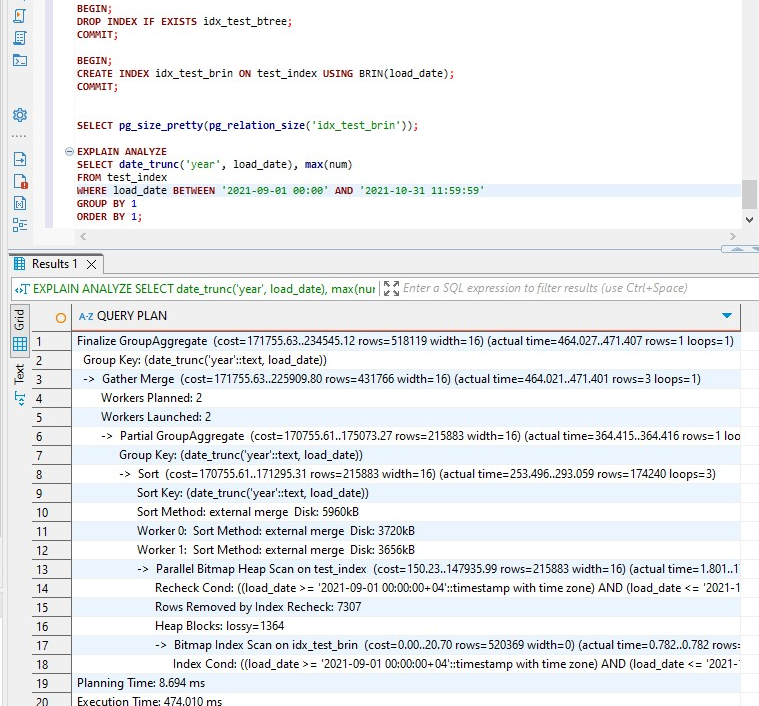 BEGIN;
DROP INDEX IF EXISTS idx_test_btree;
COMMIT;
BEGIN;
CREATE INDEX idx_test_brin ON test_index USING BRIN(load_date);
COMMIT;
SELECT pg_size_pretty(pg_relation_size('idx_test_brin'));
EXPLAIN ANALYZE
SELECT date_trunc('year', load_date), max(num)
FROM test_index
WHERE load_date BETWEEN '2021-09-01 00:00' AND '2021-10-31 11:59:59'
GROUP BY 1
ORDER BY 1;
Results 1
EXPLAIN ANALYZE SELECT date_trunc('year', load_date), max(nur Enter a SQL expression to filter results (use Ctrl+Space)
Grid
Text
A-Z QUERY PLAN
1 Finalize GroupAggregate (cost=171755.63..234545.12 rows=518119 width=16) (actual time=464.027..471.407 rows=1 loops=1)
2 Group Key: (date_trunc('year'::text, load_date))
3 -> Gather Merge (cost=171755.63..225909.80 rows=431766 width=16) (actual time=464.021..471.401 rows=3 loops=1)
4 Workers Planned: 2
5 Workers Launched: 2
6 -> Partial GroupAggregate (cost=170755.61..175073.27 rows=215883 width=16) (actual time=364.415..364.416 rows=1 loo
7 Group Key: (date_trunc('year'::text, load_date))
8 -> Sort (cost=170755.61..171295.31 rows=215883 width=16) (actual time=253.496..293.059 rows=174240 loops=3)
9 Sort Key: (date_trunc('year'::text, load_date))
10 Sort Method: external merge Disk: 5960kB
11 Worker 0: Sort Method: external merge Disk: 3720kB
12 Worker 1: Sort Method: external merge Disk: 3656kB
13 -> Parallel Bitmap Heap Scan on test_index (cost=150.23..147935.99 rows=215883 width=16) (actual time=1.801..1
14 Recheck Cond: ((load_date >= '2021-09-01 00:00:00+04'::timestamp with time zone) AND (load_date <= '2021-1
15 Rows Removed by Index Recheck: 7307
16 Heap Blocks: lossy=1364
17 -> Bitmap Index Scan on idx_test_brin (cost=0.00..20.70 rows=520369 width=0) (actual time=0.782..0.782 rows=
18 Index Cond: ((load_date >= '2021-09-01 00:00:00+04'::timestamp with time zone) AND (load_date <= '2021-
19 Planning Time: 8.694 ms
20 Execution Time: 474.010 ms